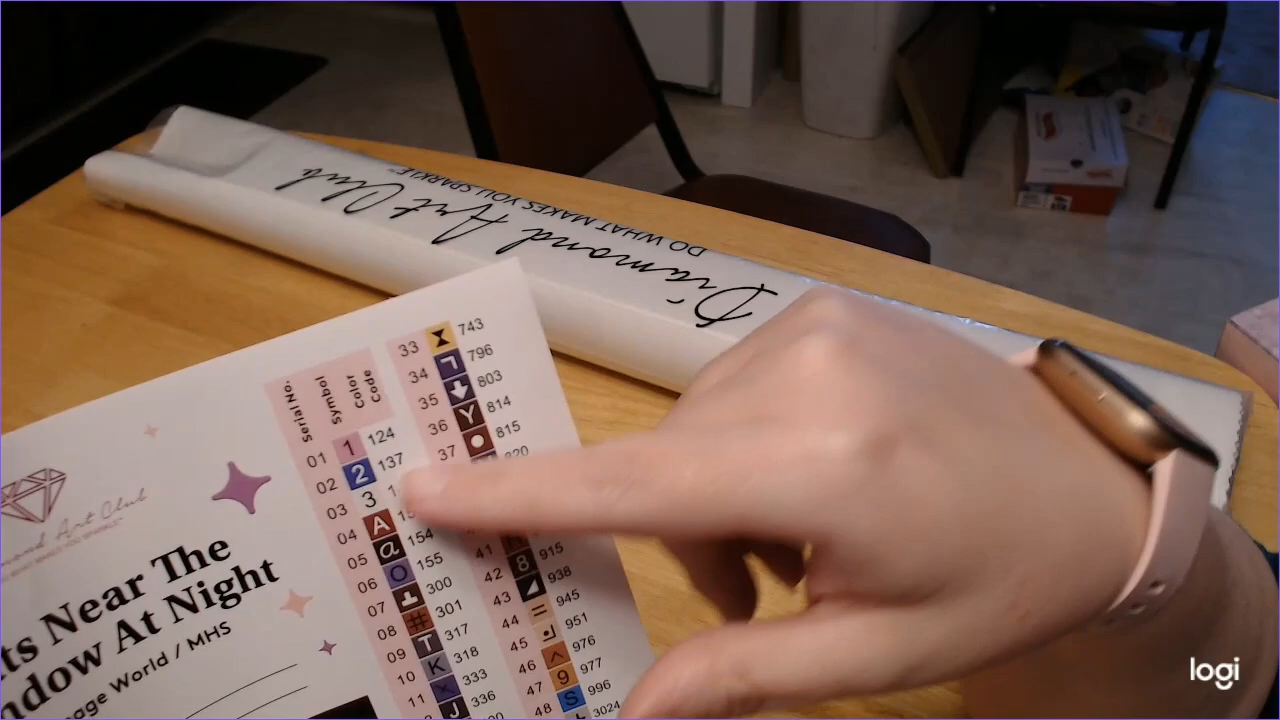 Diamond Art Club
DO WHAT MAKES YOU SPARKLE
Art Club
Near The
At Night
World / MHS
Serial No. Symbol Color Code
01 1 124
02 2 137
03 3
04 A
05 a 154
06 O 155
07 300
08 # 301
09 T 317
10 K 318
11 333
J 336
33 743
34 796
35 803
36 Y 814
37 815
41 915
42 8 938
43 945
44 = 951
45 976
46 977
47 9 996
48 S 3024
logi